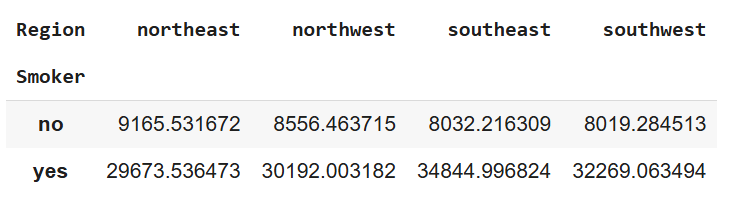 Region northeast northwest southeast southwest
Smoker
no 9165.531672 8556.463715 8032.216309 8019.284513
yes 29673.536473 30192.003182 34844.996824 32269.063494